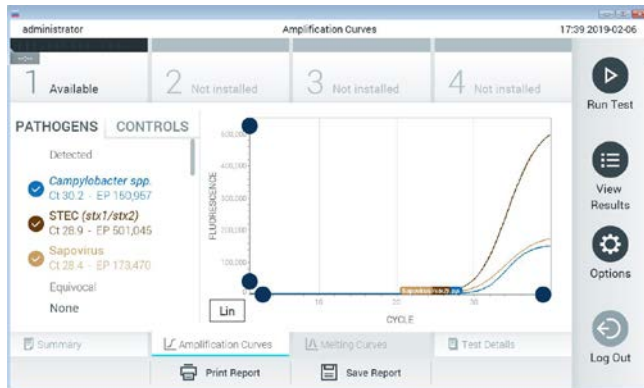 administrator
Amplification Curves
17:39 2019-02-06
1 Available
2 Not installed
3 Not installed
4 Not installed
Run Test
View
Results
Options
Log Out
PATHOGENS CONTROLS
Detected
Campylobacter spp.
Ct 30.2 - EP 150,957
STEC (stx1/stx2)
Ct 28.9 - EP 501,045
Sapovirus
Ct 28.4 - EP 173,470
Equivocal
None
FLUORESCENCE
400,000
300,000
200,000
100,000
Lin
CYCLE
Summary
Amplification Curves
Melting Curves
Test Details
Print Report
Save Report